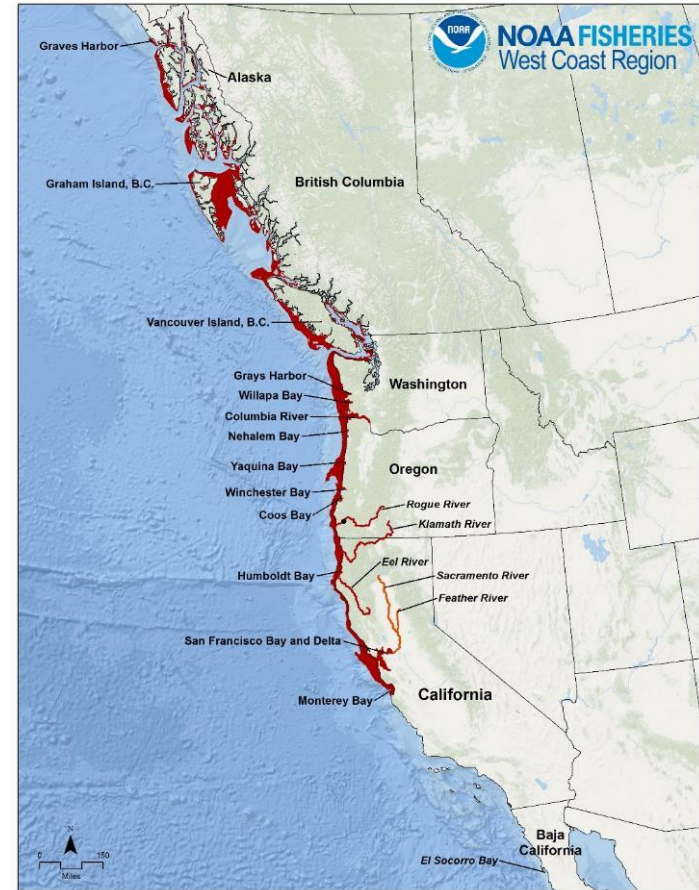 NOAA FISHERIES
West Coast Region
Graves Harbor
Alaska
Graham Island, B.C.
British Columbia
Vancouver Island, B.C.
Grays Harbor
Washington
Willapa Bay
Columbia River
Nehalem Bay
Yaquina Bay
Oregon
Winchester Bay
Rogue River
Coos Bay
Klamath River
Eel River
Humboldt Bay
Sacramento River
Feather River
San Francisco Bay and Delta
California
Monterey Bay
N
0 150
Miles
Baja
California
El Socorro Bay